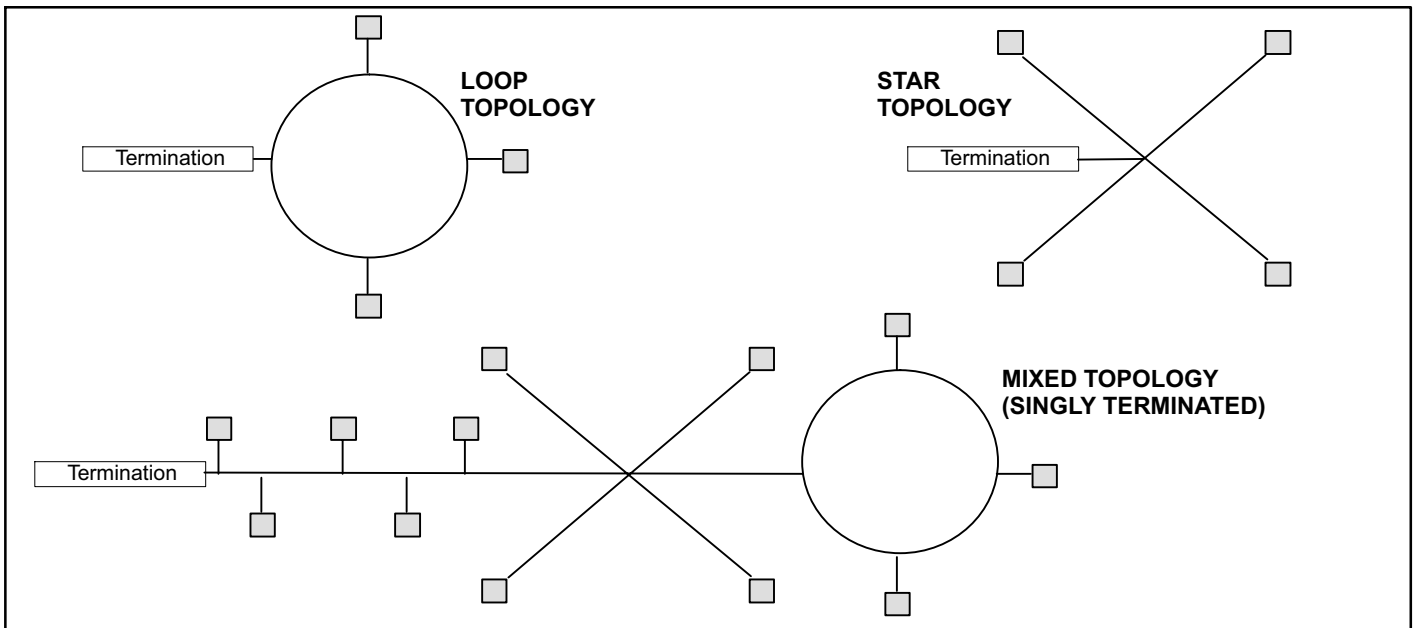 LOOP
TOPOLOGY
Termination
STAR
TOPOLOGY
Termination
MIXED TOPOLOGY
(SINGLY TERMINATED)
Termination